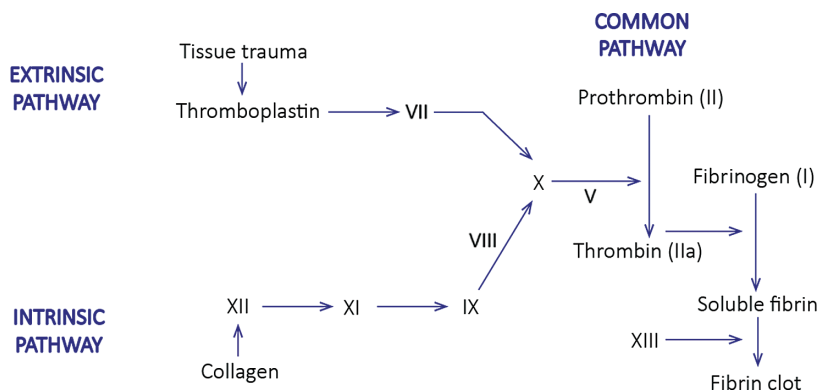 COMMON
PATHWAY
EXTRINSIC
PATHWAY
Tissue trauma
Thromboplastin
VII
Prothrombin (II)
X
V
Fibrinogen (I)
VIII
Thrombin (IIa)
INTRINSIC
PATHWAY
XII
XI
IX
Collagen
Soluble fibrin
XIII
Fibrin clot